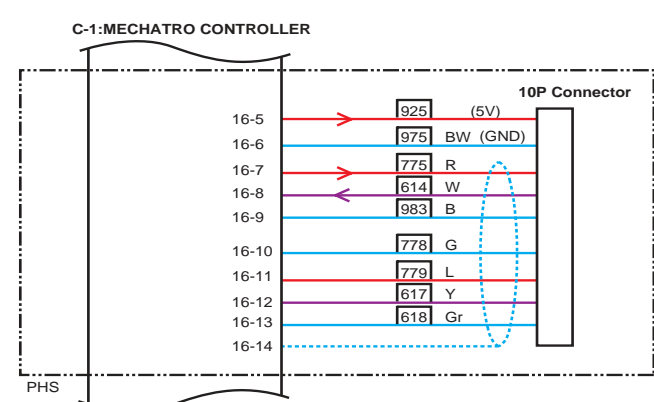 C-1:MECHATRO CONTROLLER
10P Connector
16-5 925 (5V)
16-6 975 BW (GND)
16-7 775 R
16-8 614 W
16-9 983 B
16-10 778 G
16-11 779 L
16-12 617 Y
16-13 618 Gr
16-14
PHS